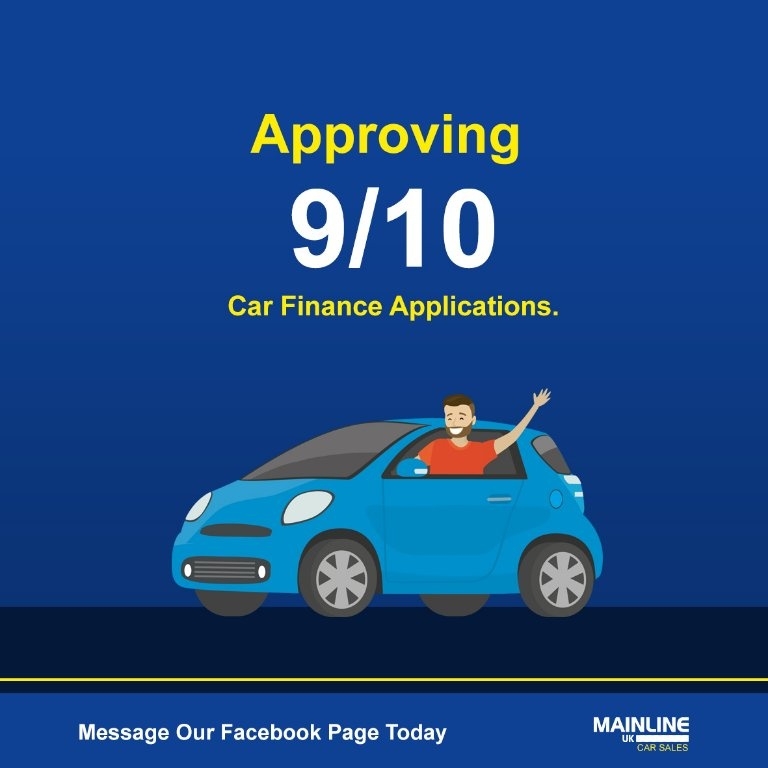 Approving
9/10
Car Finance Applications.
Message Our Facebook Page Today
MAINLINE
UK
CAR SALES